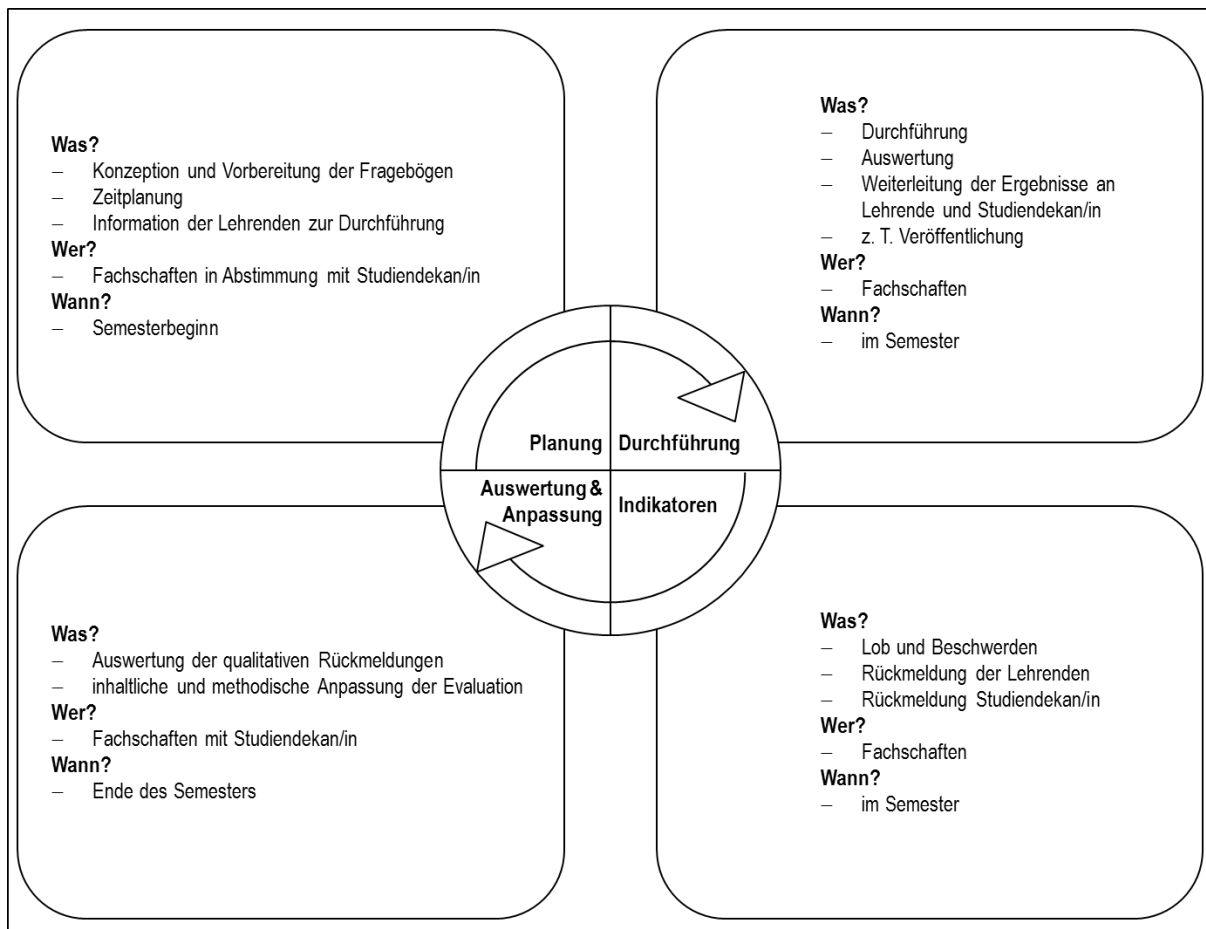 Was?
– Konzeption und Vorbereitung der Fragebögen
– Zeitplanung
– Information der Lehrenden zur Durchführung
Wer?
– Fachschaften in Abstimmung mit Studiendekan/in
Wann?
– Semesterbeginn
Was?
– Durchführung
– Auswertung
– Weiterleitung der Ergebnisse an
Lehrende und Studiendekan/in
– z. T. Veröffentlichung
Wer?
– Fachschaften
Wann?
– im Semester
Planung
Durchführung
Auswertung &
Anpassung
Indikatoren
Was?
– Auswertung der qualitativen Rückmeldungen
– inhaltliche und methodische Anpassung der Evaluation
Wer?
– Fachschaften mit Studiendekan/in
Wann?
– Ende des Semesters
Was?
– Lob und Beschwerden
– Rückmeldung der Lehrenden
– Rückmeldung Studiendekan/in
Wer?
– Fachschaften
Wann?
– im Semester